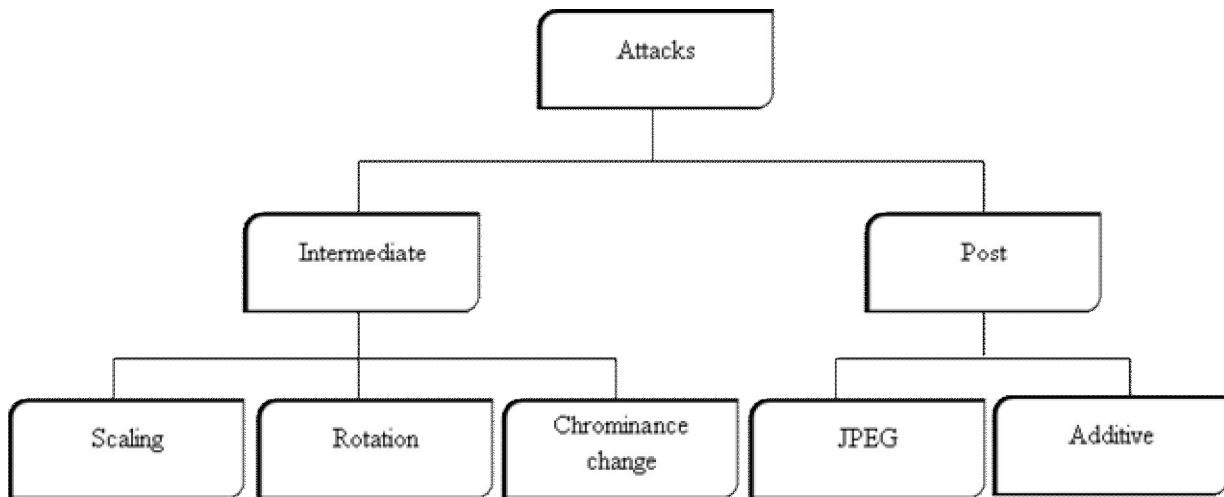 Attacks
Intermediate
Post
Scaling
Rotation
Chrominance
change
JPEG
Additive